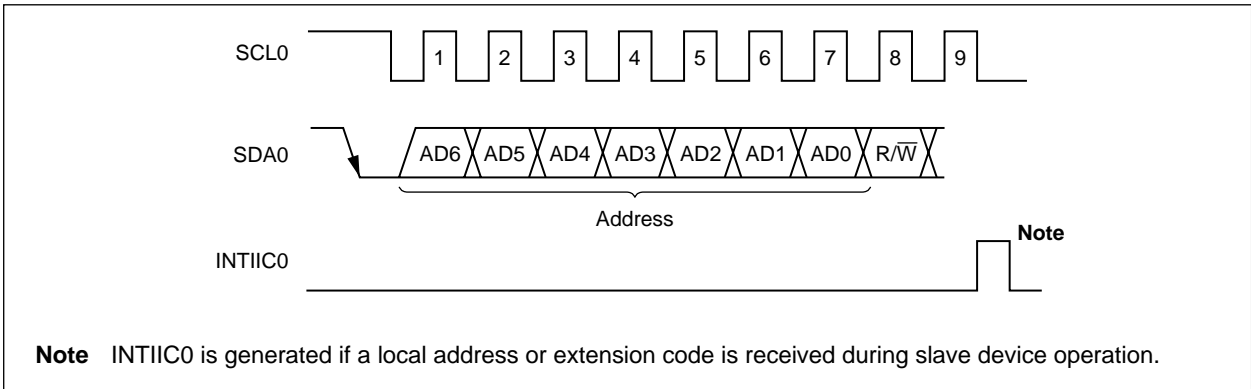 SCL0
1 2 3 4 5 6 7 8 9
SDA0
AD6 AD5 AD4 AD3 AD2 AD1 AD0 R/W̅
Address
INTIIC0
Note
Note INTIIC0 is generated if a local address or extension code is received during slave device operation.